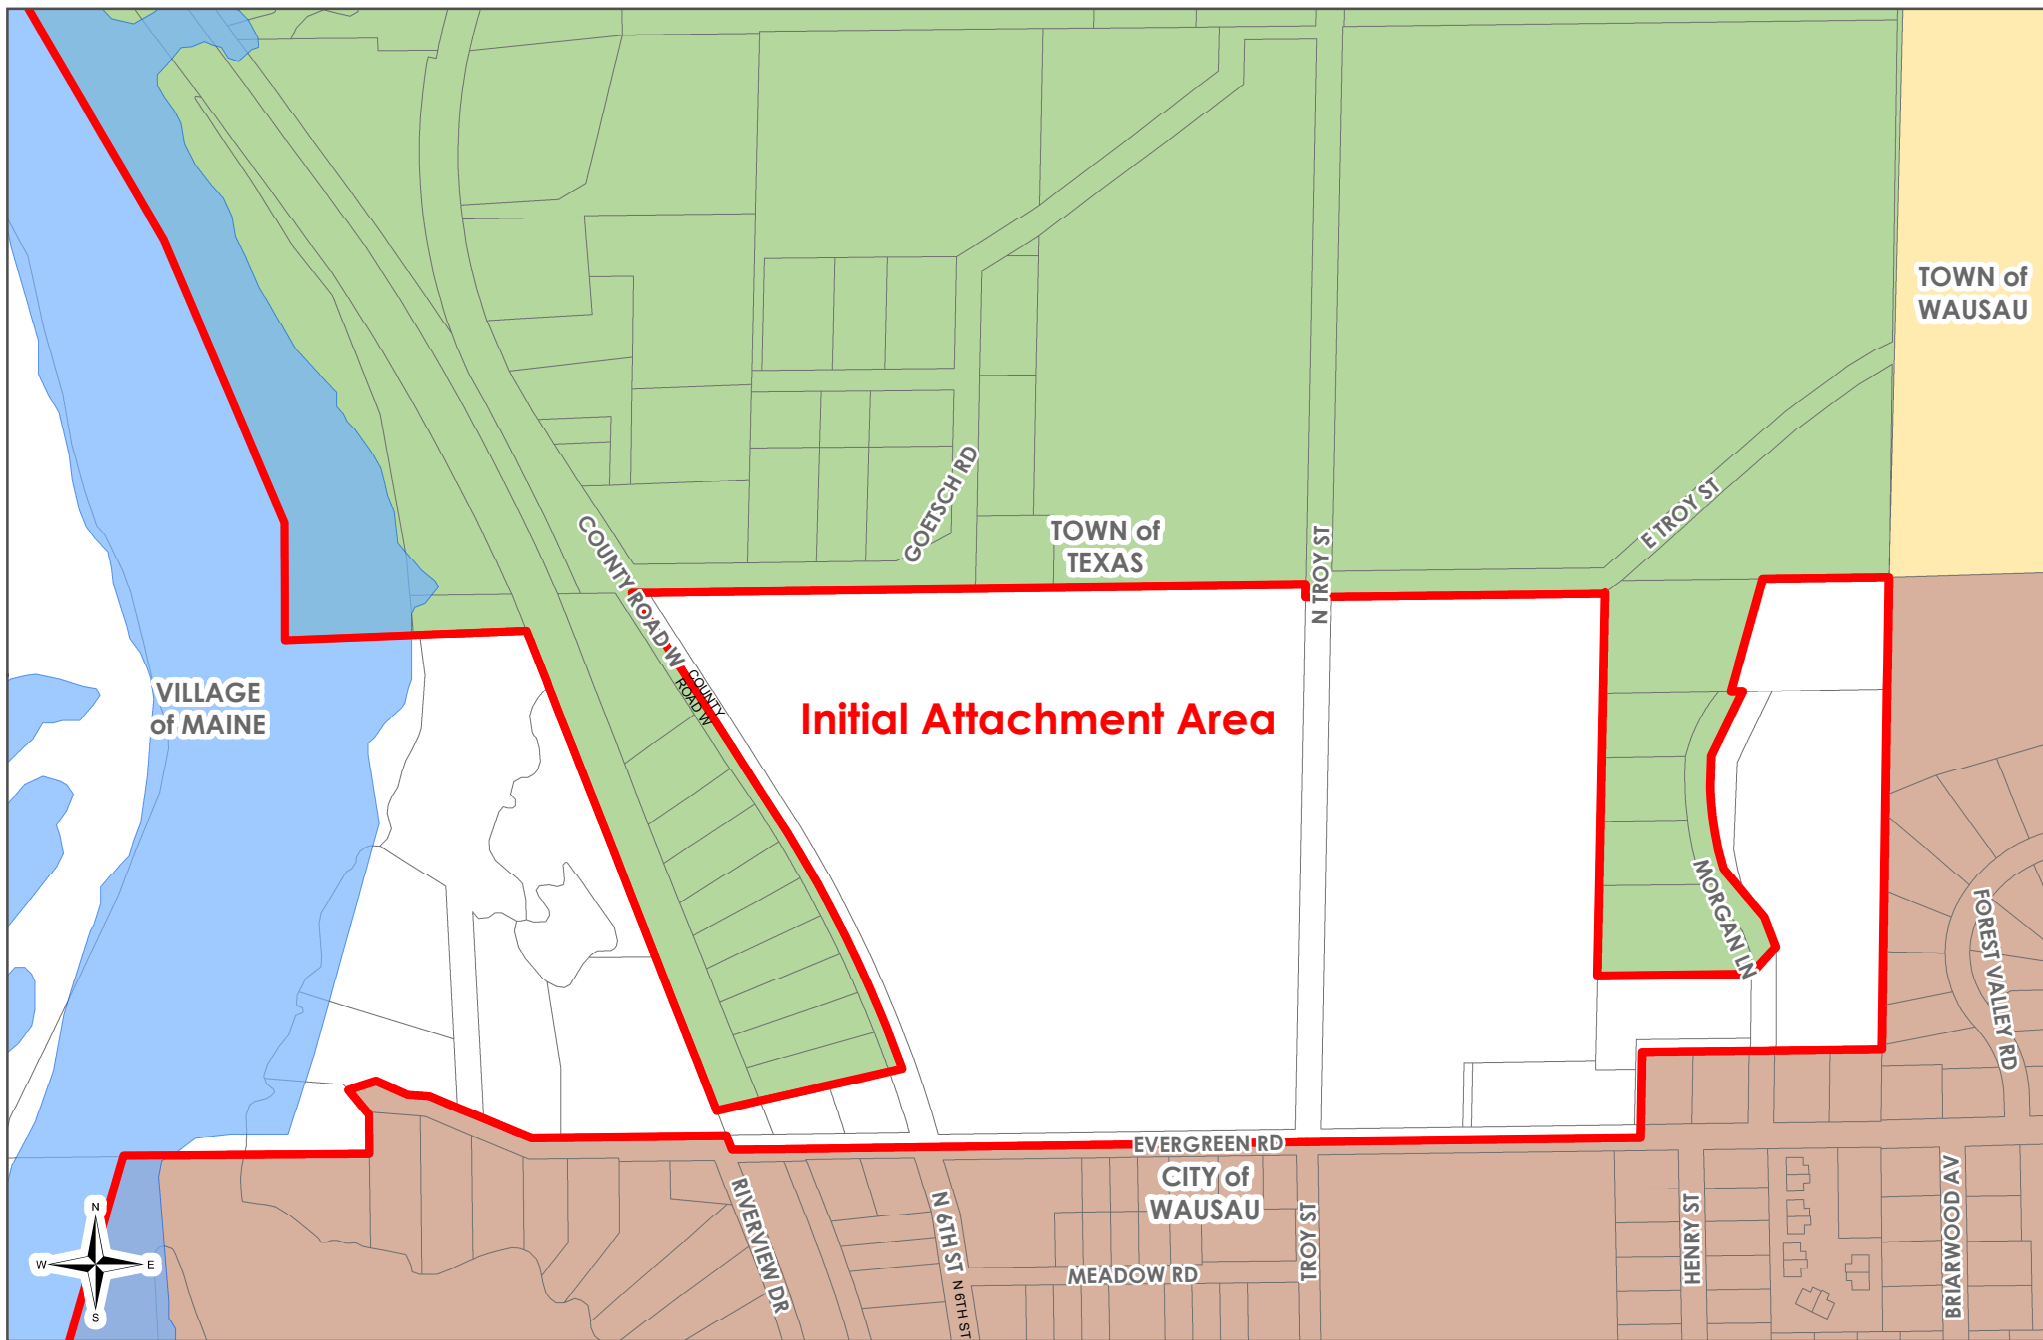 TOWN of
WAUSAU
GOETSCH RD
COUNTY ROAD W
TOWN of
TEXAS
N TROY ST
E TROY ST
COUNTY
ROAD W
VILLAGE
of MAINE
Initial Attachment Area
MORGAN LN
FOREST VALLEY RD
EVERGREEN RD
CITY of
WAUSAU
RIVERVIEW DR
N 6TH ST
N 6TH ST
MEADOW RD
TROY ST
HENRY ST
BRIARWOOD AV
N
W
E
S